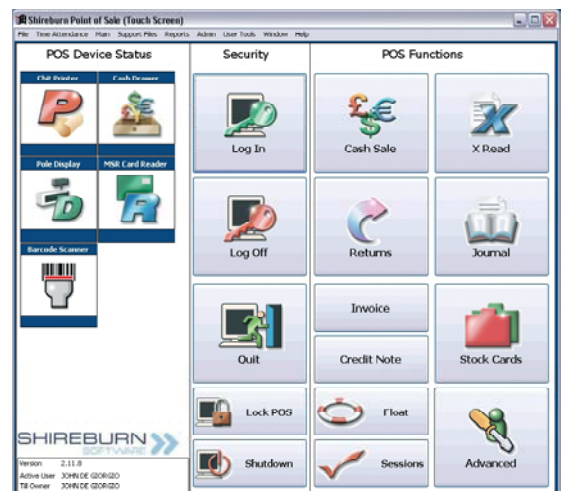 Shireburn Point of Sale (Touch Screen)
File Time Attendance Main Support Files Reports Admin User Tools Window Help
POS Device Status
Security
POS Functions
Chit Printer
Cash Drawer
Pole Display
MSR Card Reader
Barcode Scanner
Log In
Cash Sale
X Read
Log Off
Returns
Journal
Quit
Invoice
Credit Note
Stock Cards
Lock POS
Float
Shutdown
Sessions
Advanced
SHIREBURN
SOFTWARE
Version 2.11.8
Active User JOHN DE GIORGIO
Till Owner JOHN DE GIORGIO